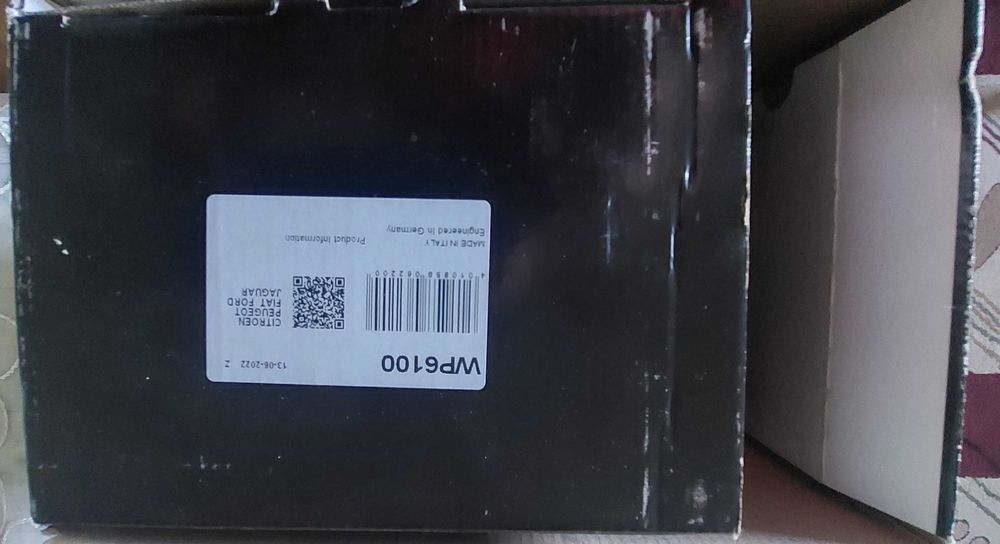 WP6100
13-06-2022 Z
4 010858 062200
CITROEN
PEUGEOT
FIAT FORD
JAGUAR
MADE IN ITALY
Engineered in Germany
Product Information